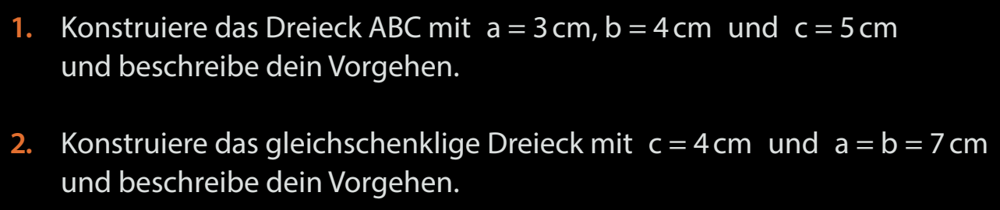 1. Konstruiere das Dreieck ABC mit a = 3 cm, b = 4 cm und c = 5 cm
und beschreibe dein Vorgehen.
2. Konstruiere das gleichschenklige Dreieck mit c = 4 cm und a = b = 7 cm
und beschreibe dein Vorgehen.